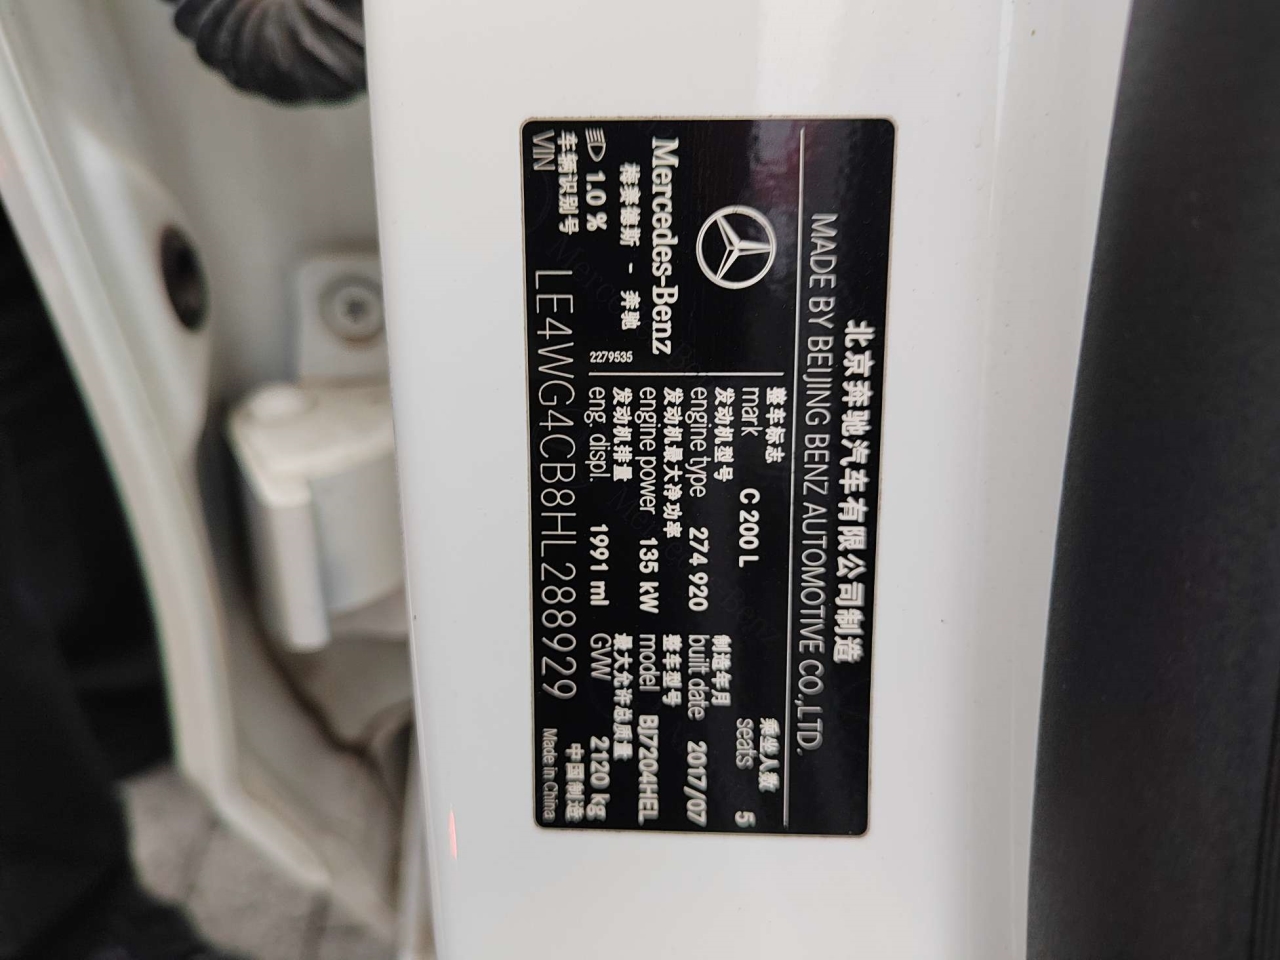 北京奔驰汽车有限公司制造
MADE BY BEIJING BENZ AUTOMOTIVE CO.,LTD.
Mercedes-Benz
梅赛德斯 - 奔驰
1.0 %
2279535
整车标志
mark C 200 L
乘坐人数
seats 5
发动机型号
engine type 274 920
制造年月
built date 2017/07
发动机最大净功率
engine power 135 kW
整车型号
model BJ7204HEL
发动机排量
eng. displ. 1991 ml
最大允许总质量
GVW 2120 kg
车辆识别号
VIN LE4WG4CB8HL288929
中国制造
Made in China